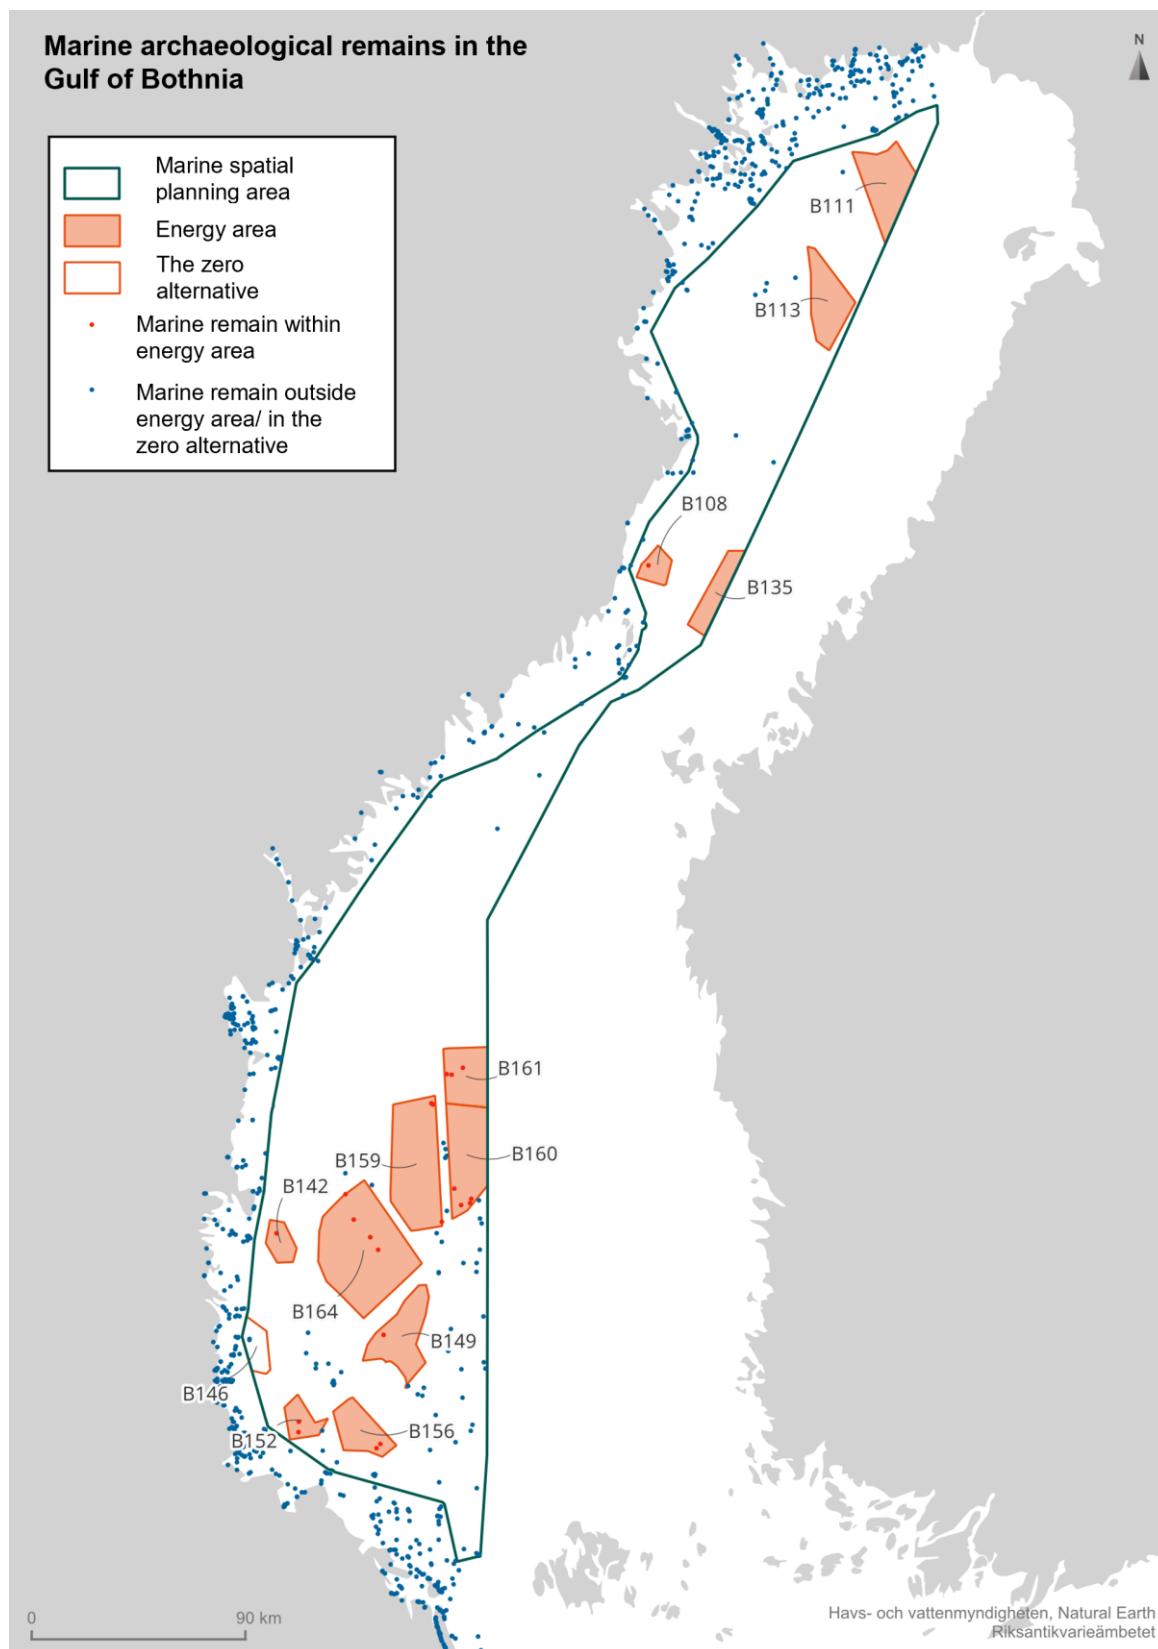 Marine archaeological remains in the
Gulf of Bothnia
N
Marine spatial
planning area
Energy area
The zero
alternative
Marine remain within
energy area
Marine remain outside
energy area/ in the
zero alternative
B111
B113
B108
B135
B161
B160
B159
B142
B164
B149
B146
B152
B156
0
90 km
Havs- och vattenmyndigheten, Natural Earth
Riksantikvarieämbetet